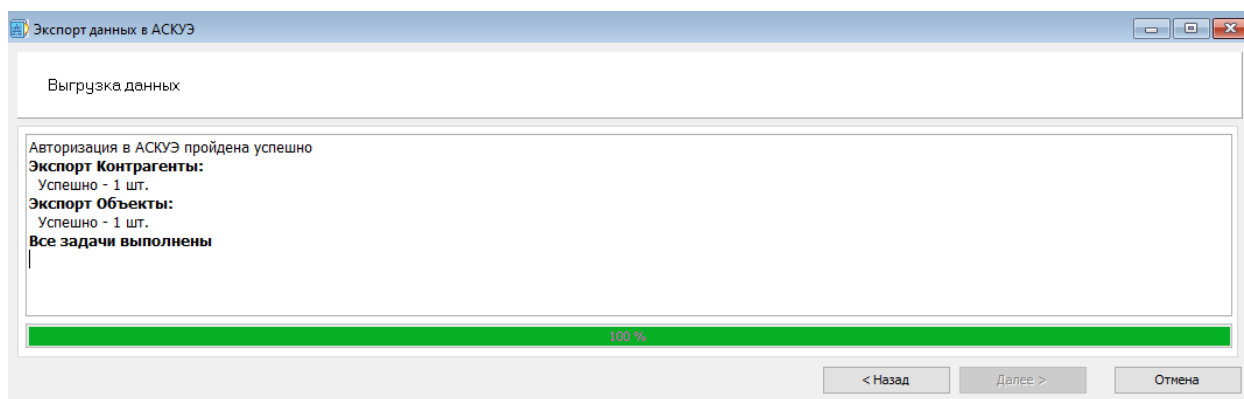 Экспорт данных в АСКУЭ
Выгрузка данных
Авторизация в АСКУЭ пройдена успешно
Экспорт Контрагенты:
Успешно - 1 шт.
Экспорт Объекты:
Успешно - 1 шт.
Все задачи выполнены
100 %
< Назад
Далее >
Отмена